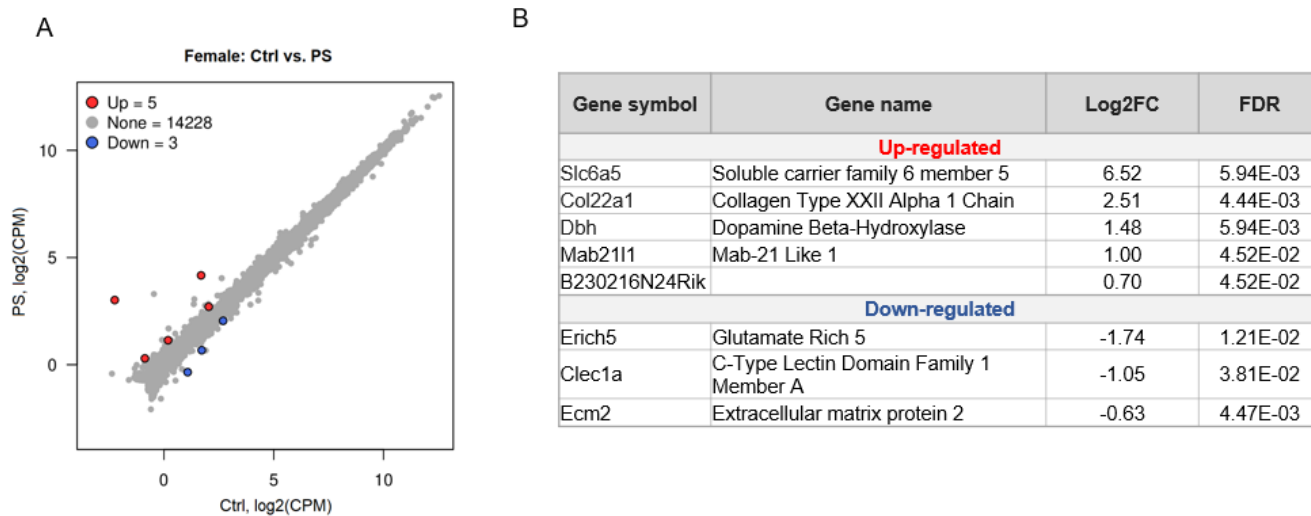 A
Female: Ctrl vs. PS
Up = 5
None = 14228
Down = 3
10
5
0
PS, log2(CPM)
0 5 10
Ctrl, log2(CPM)
B
Gene symbol Gene name Log2FC FDR
Up-regulated
Slc6a5 Soluble carrier family 6 member 5 6.52 5.94E-03
Col22a1 Collagen Type XXII Alpha 1 Chain 2.51 4.44E-03
Dbh Dopamine Beta-Hydroxylase 1.48 5.94E-03
Mab21l1 Mab-21 Like 1 1.00 4.52E-02
B230216N24Rik 0.70 4.52E-02
Down-regulated
Erich5 Glutamate Rich 5 -1.74 1.21E-02
Clec1a C-Type Lectin Domain Family 1
Member A -1.05 3.81E-02
Ecm2 Extracellular matrix protein 2 -0.63 4.47E-03